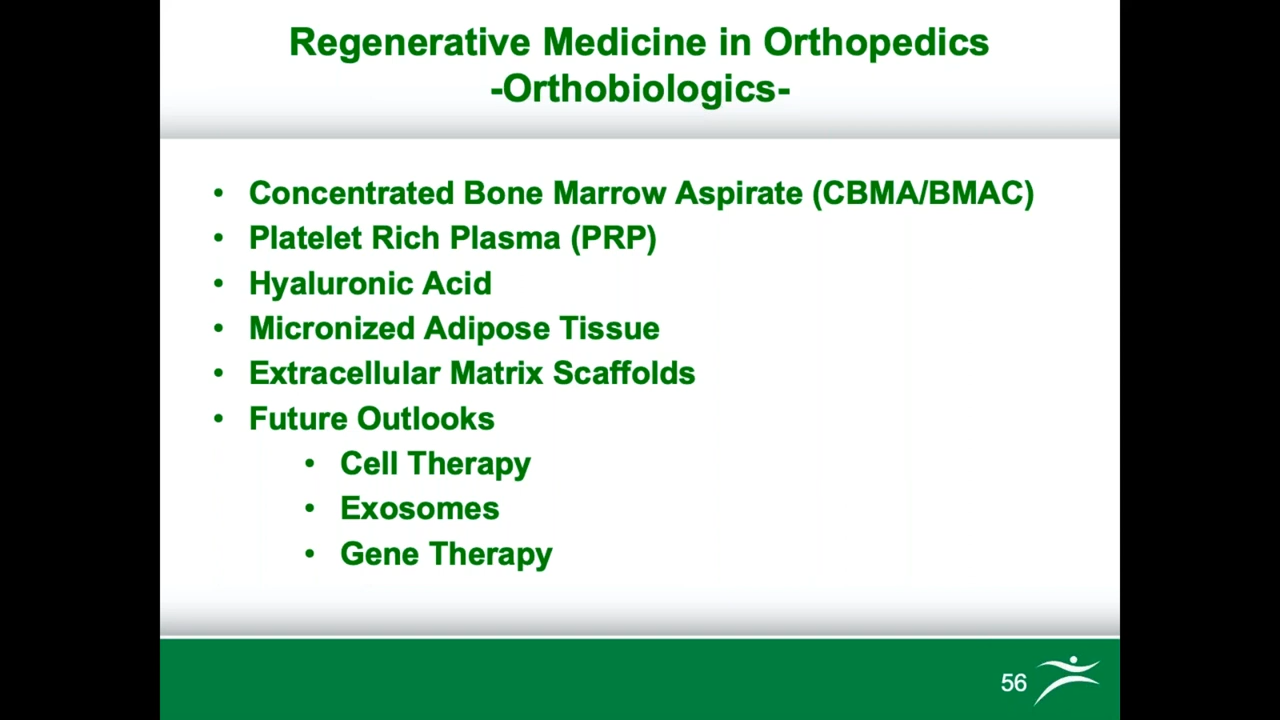 Regenerative Medicine in Orthopedics
-Orthobiologics-
• Concentrated Bone Marrow Aspirate (CBMA/BMAC)
• Platelet Rich Plasma (PRP)
• Hyaluronic Acid
• Micronized Adipose Tissue
• Extracellular Matrix Scaffolds
• Future Outlooks
• Cell Therapy
• Exosomes
• Gene Therapy
56